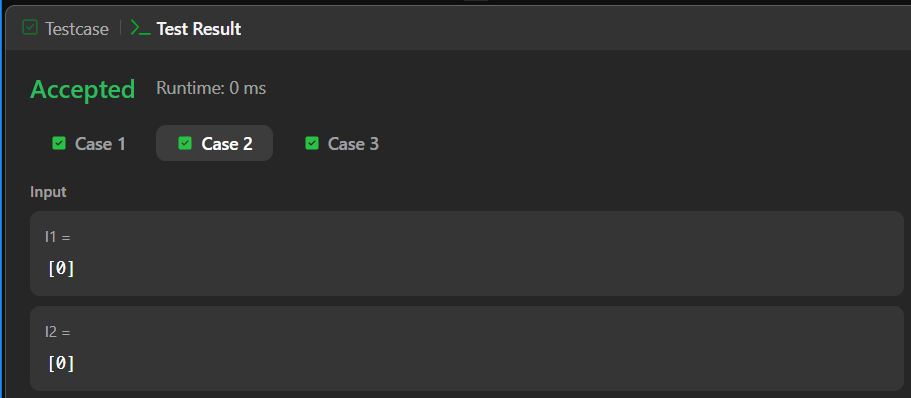 Testcase Test Result
Accepted Runtime: 0 ms
Case 1 Case 2 Case 3
Input
l1 =
[0]
l2 =
[0]